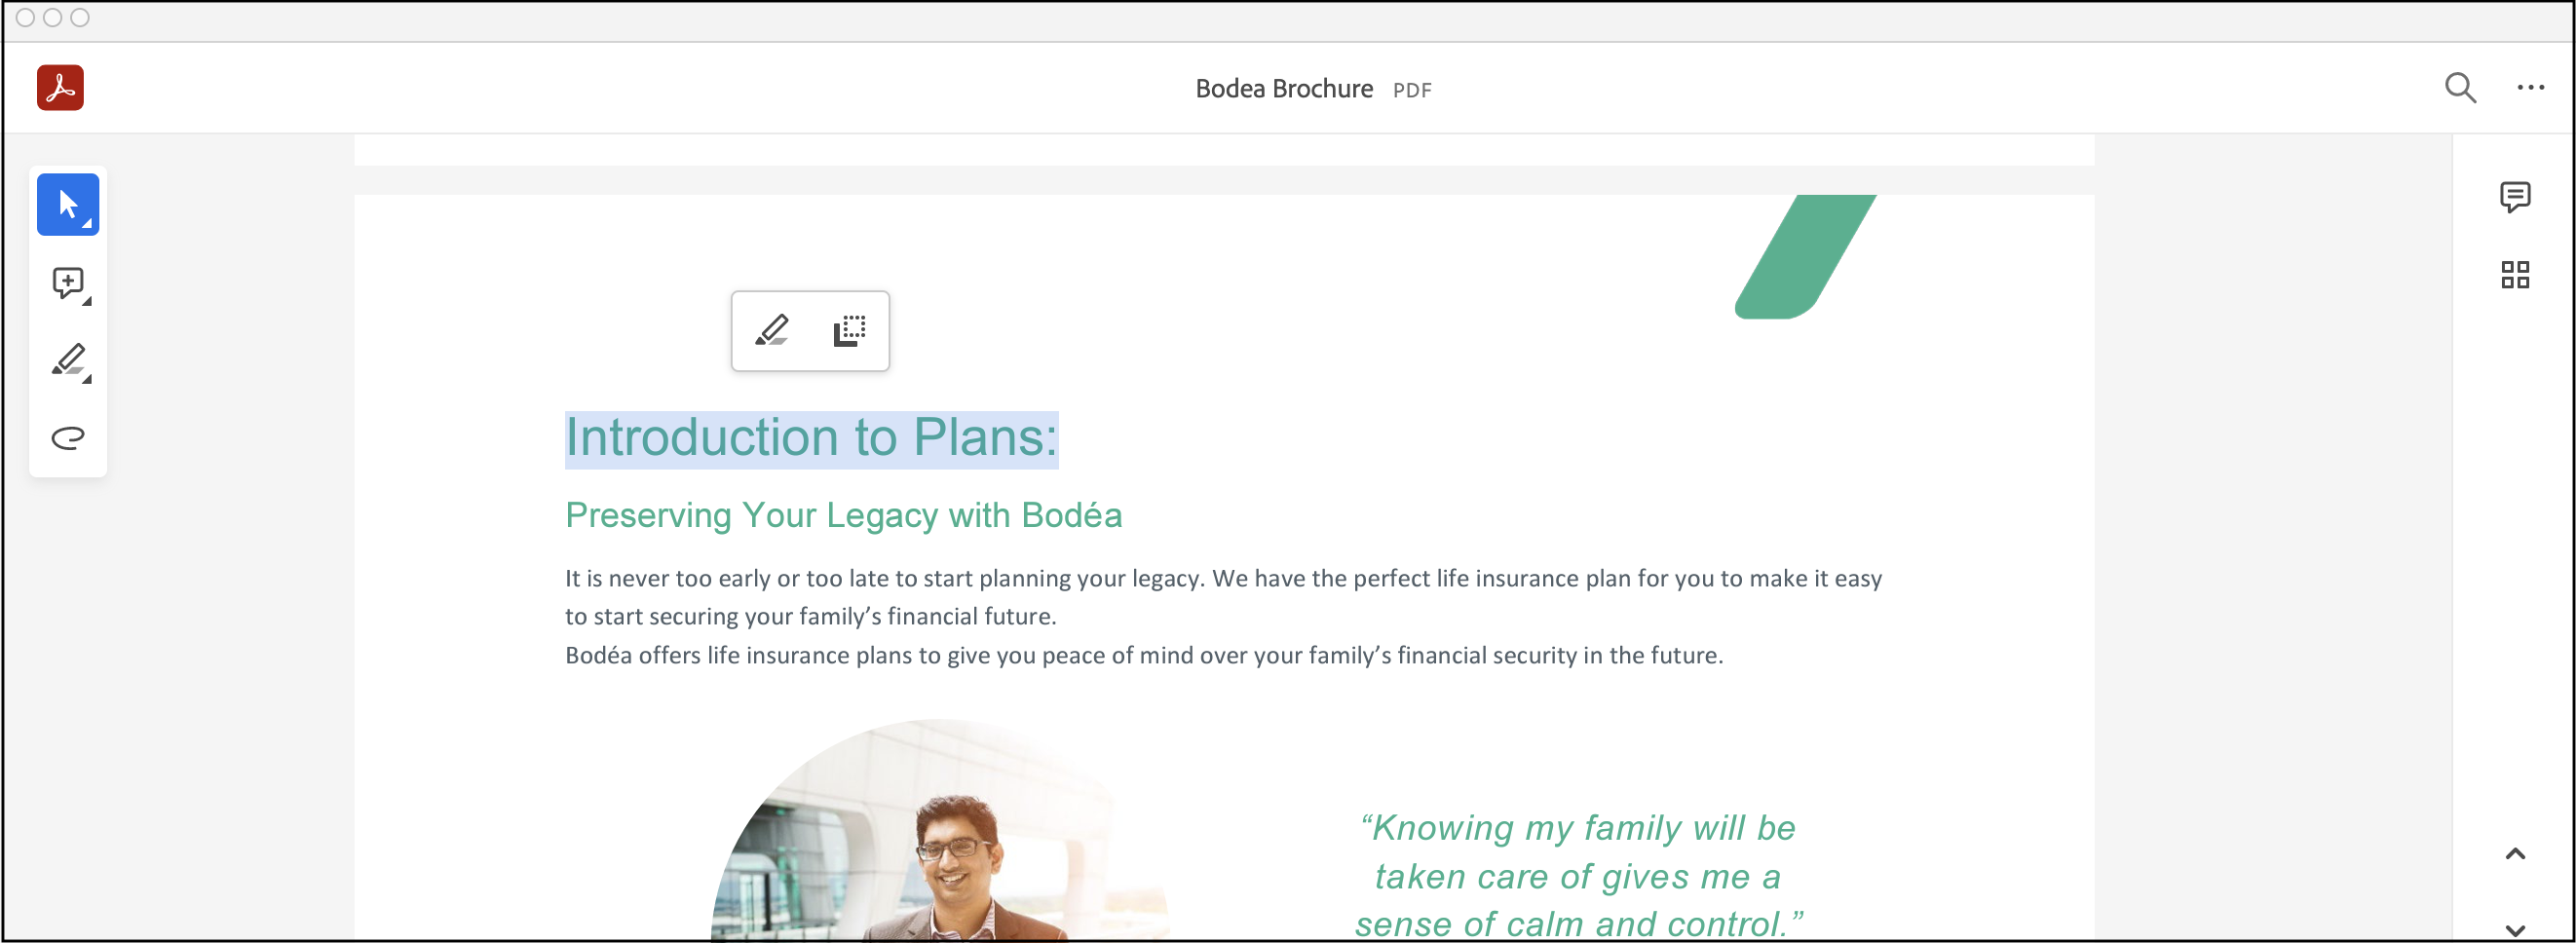 Bodea Brochure PDF
Introduction to Plans:
Preserving Your Legacy with Bodéa
It is never too early or too late to start planning your legacy. We have the perfect life insurance plan for you to make it easy
to start securing your family’s financial future.
Bodéa offers life insurance plans to give you peace of mind over your family’s financial security in the future.
“Knowing my family will be
taken care of gives me a
sense of calm and control.”